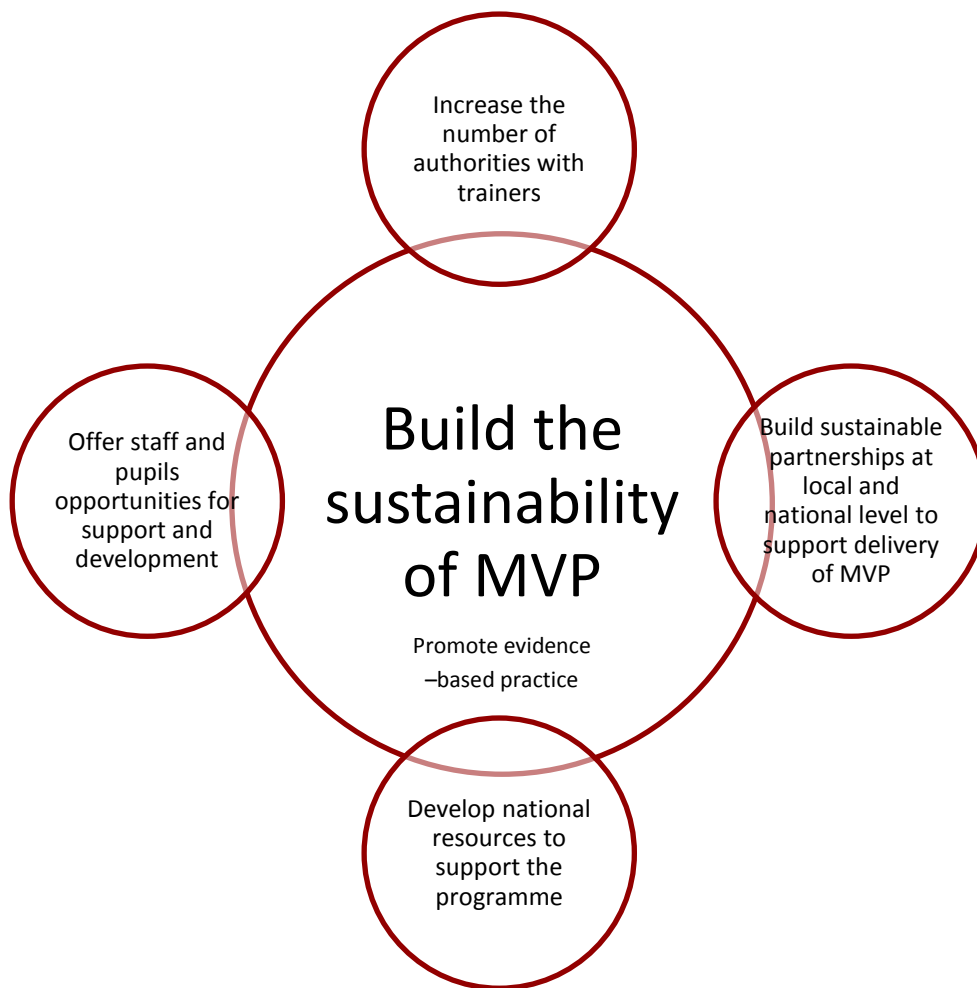 Increase the
number of
authorities with
trainers
Offer staff and
pupils
opportunities for
support and
development
Build the
sustainability
of MVP
Promote evidence
–based practice
Build sustainable
partnerships at
local and
national level to
support delivery
of MVP
Develop national
resources to
support the
programme